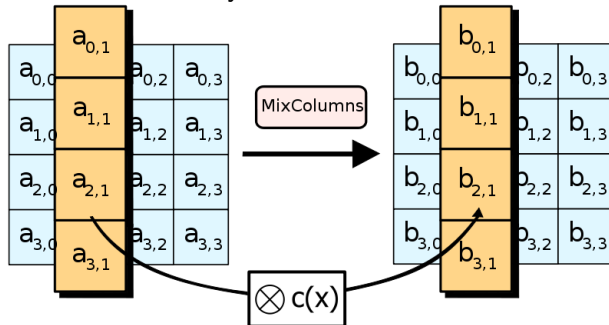 a0,1 b0,1
a0,0 a0,2 a0,3 b0,0 b0,2 b0,3
MixColumns
a1,0 a1,1 a1,2 a1,3 b1,0 b1,1 b1,2 b1,3
a2,0 a2,1 a2,2 a2,3 b2,0 b2,1 b2,2 b2,3
a3,0 a3,2 a3,3 b3,0 b3,2 b3,3
a3,1 b3,1
⊗ c(x)